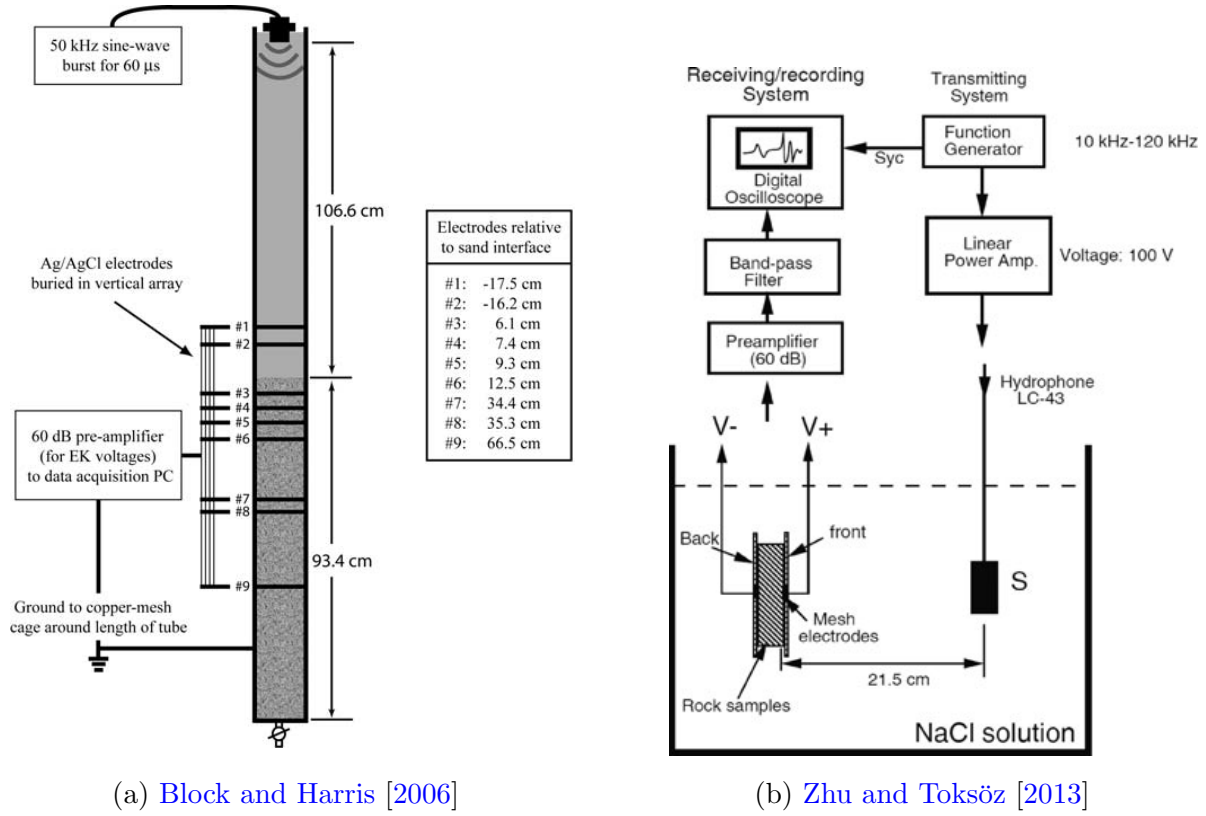 50 kHz sine-wave
burst for 60 μs
106.6 cm
Ag/AgCl electrodes
buried in vertical array
#1
#2
#3
#4
#5
#6
#7
#8
#9
60 dB pre-amplifier
(for EK voltages)
to data acquisition PC
93.4 cm
Ground to copper-mesh
cage around length of tube
Electrodes relative
to sand interface
#1: -17.5 cm
#2: -16.2 cm
#3: 6.1 cm
#4: 7.4 cm
#5: 9.3 cm
#6: 12.5 cm
#7: 34.4 cm
#8: 35.3 cm
#9: 66.5 cm
(a) Block and Harris [2006]
Receiving/recording
System
Transmitting
System
Digital
Oscilloscope
Syc
Function
Generator
10 kHz-120 kHz
Band-pass
Filter
Linear
Power Amp.
Voltage: 100 V
Preamplifier
(60 dB)
Hydrophone
LC-43
V-
V+
Back
front
S
Mesh
electrodes
21.5 cm
Rock samples
NaCl solution
(b) Zhu and Toksöz [2013]